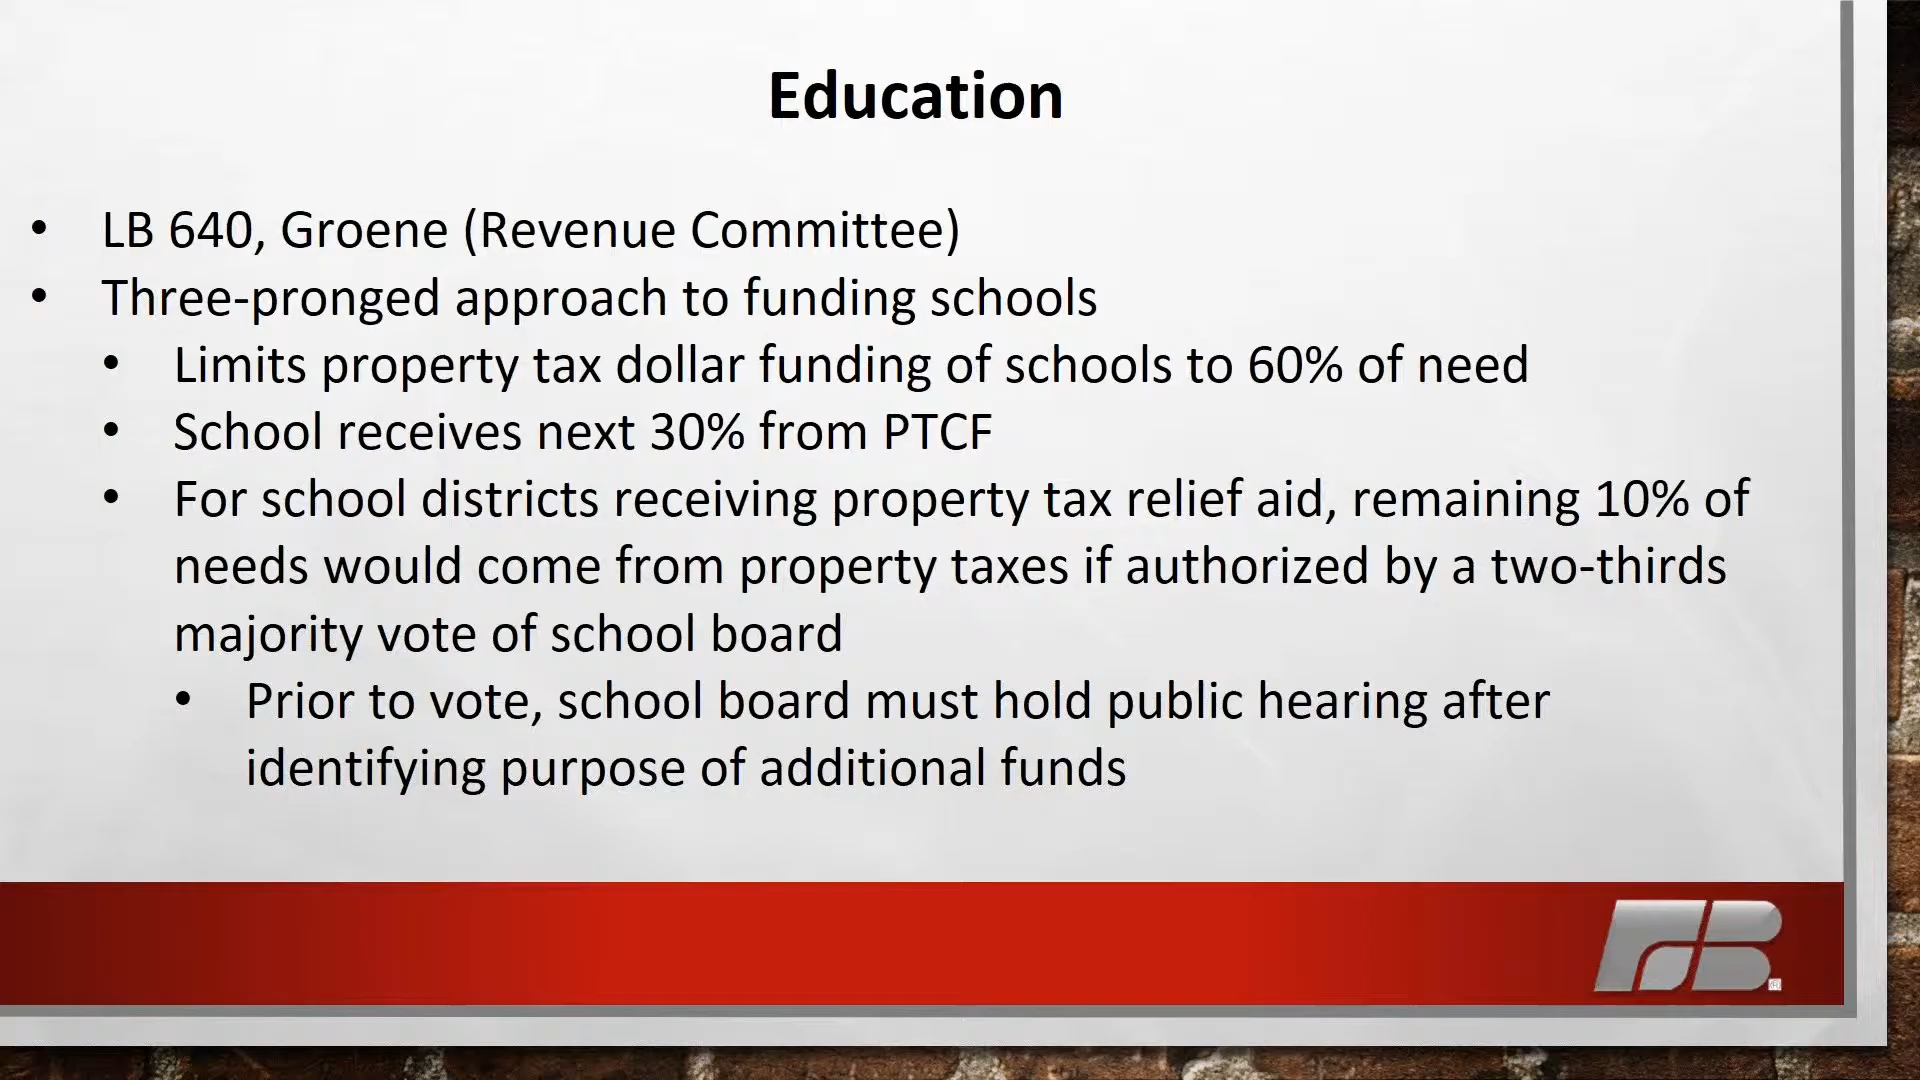 Education
• LB 640, Groene (Revenue Committee)
• Three-pronged approach to funding schools
• Limits property tax dollar funding of schools to 60% of need
• School receives next 30% from PTCF
• For school districts receiving property tax relief aid, remaining 10% of
needs would come from property taxes if authorized by a two-thirds
majority vote of school board
• Prior to vote, school board must hold public hearing after
identifying purpose of additional funds
FB®